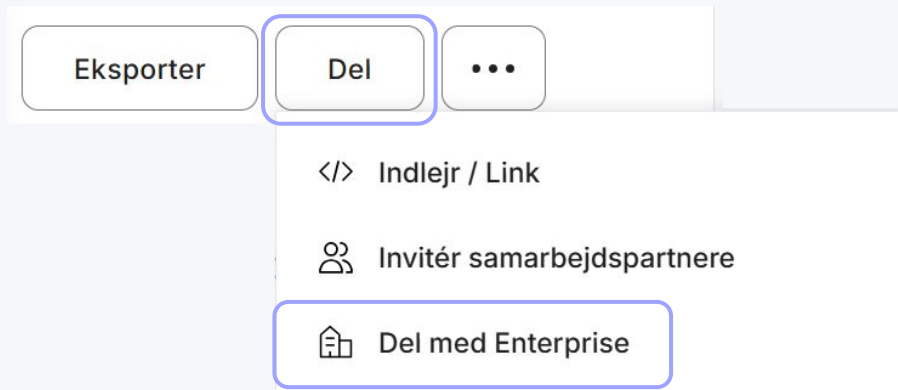 Eksporter Del •••
Indlejr / Link
Invitér samarbejdspartnere
Del med Enterprise